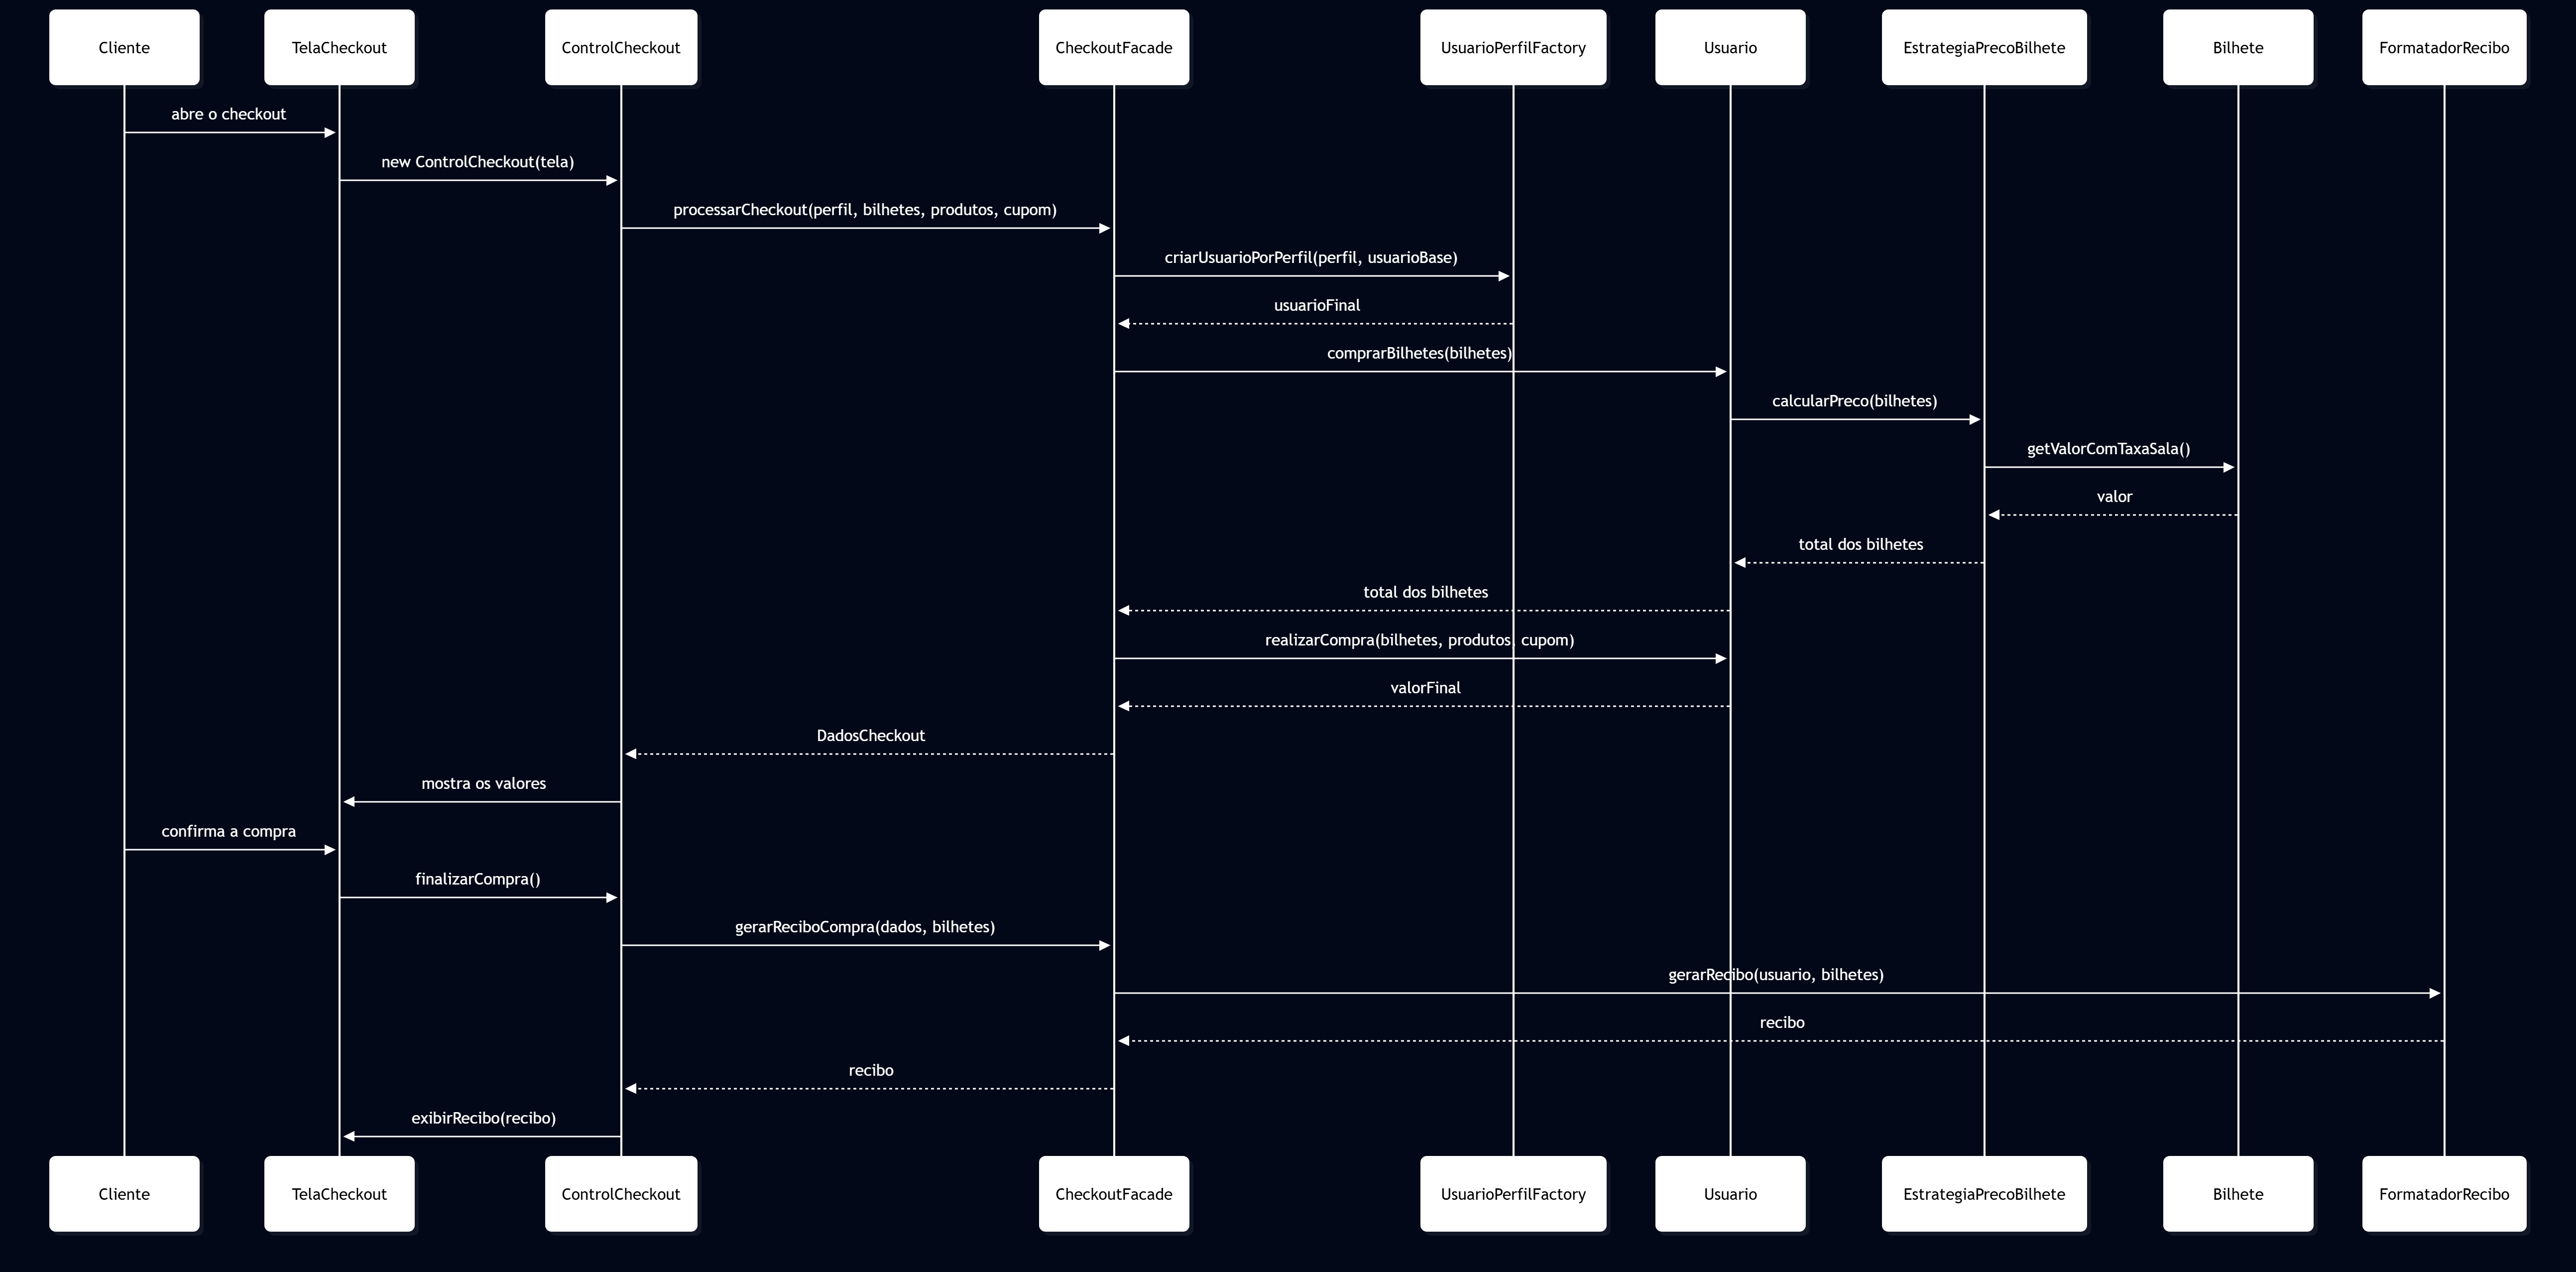 Cliente
TelaCheckout
ControlCheckout
CheckoutFacade
UsuarioPerfilFactory
Usuario
EstrategiaPrecoBilhete
Bilhete
FormatadorRecibo
abre o checkout
new ControlCheckout(tela)
processarCheckout(perfil, bilhetes, produtos, cupom)
criarUsuarioPorPerfil(perfil, usuarioBase)
usuarioFinal
comprarBilhetes(bilhetes)
calcularPreco(bilhetes)
getValorComTaxaSala()
valor
total dos bilhetes
total dos bilhetes
realizarCompra(bilhetes, produtos, cupom)
valorFinal
DadosCheckout
mostra os valores
confirma a compra
finalizarCompra()
gerarReciboCompra(dados, bilhetes)
gerarRecibo(usuario, bilhetes)
recibo
recibo
exibirRecibo(recibo)
Cliente
TelaCheckout
ControlCheckout
CheckoutFacade
UsuarioPerfilFactory
Usuario
EstrategiaPrecoBilhete
Bilhete
FormatadorRecibo